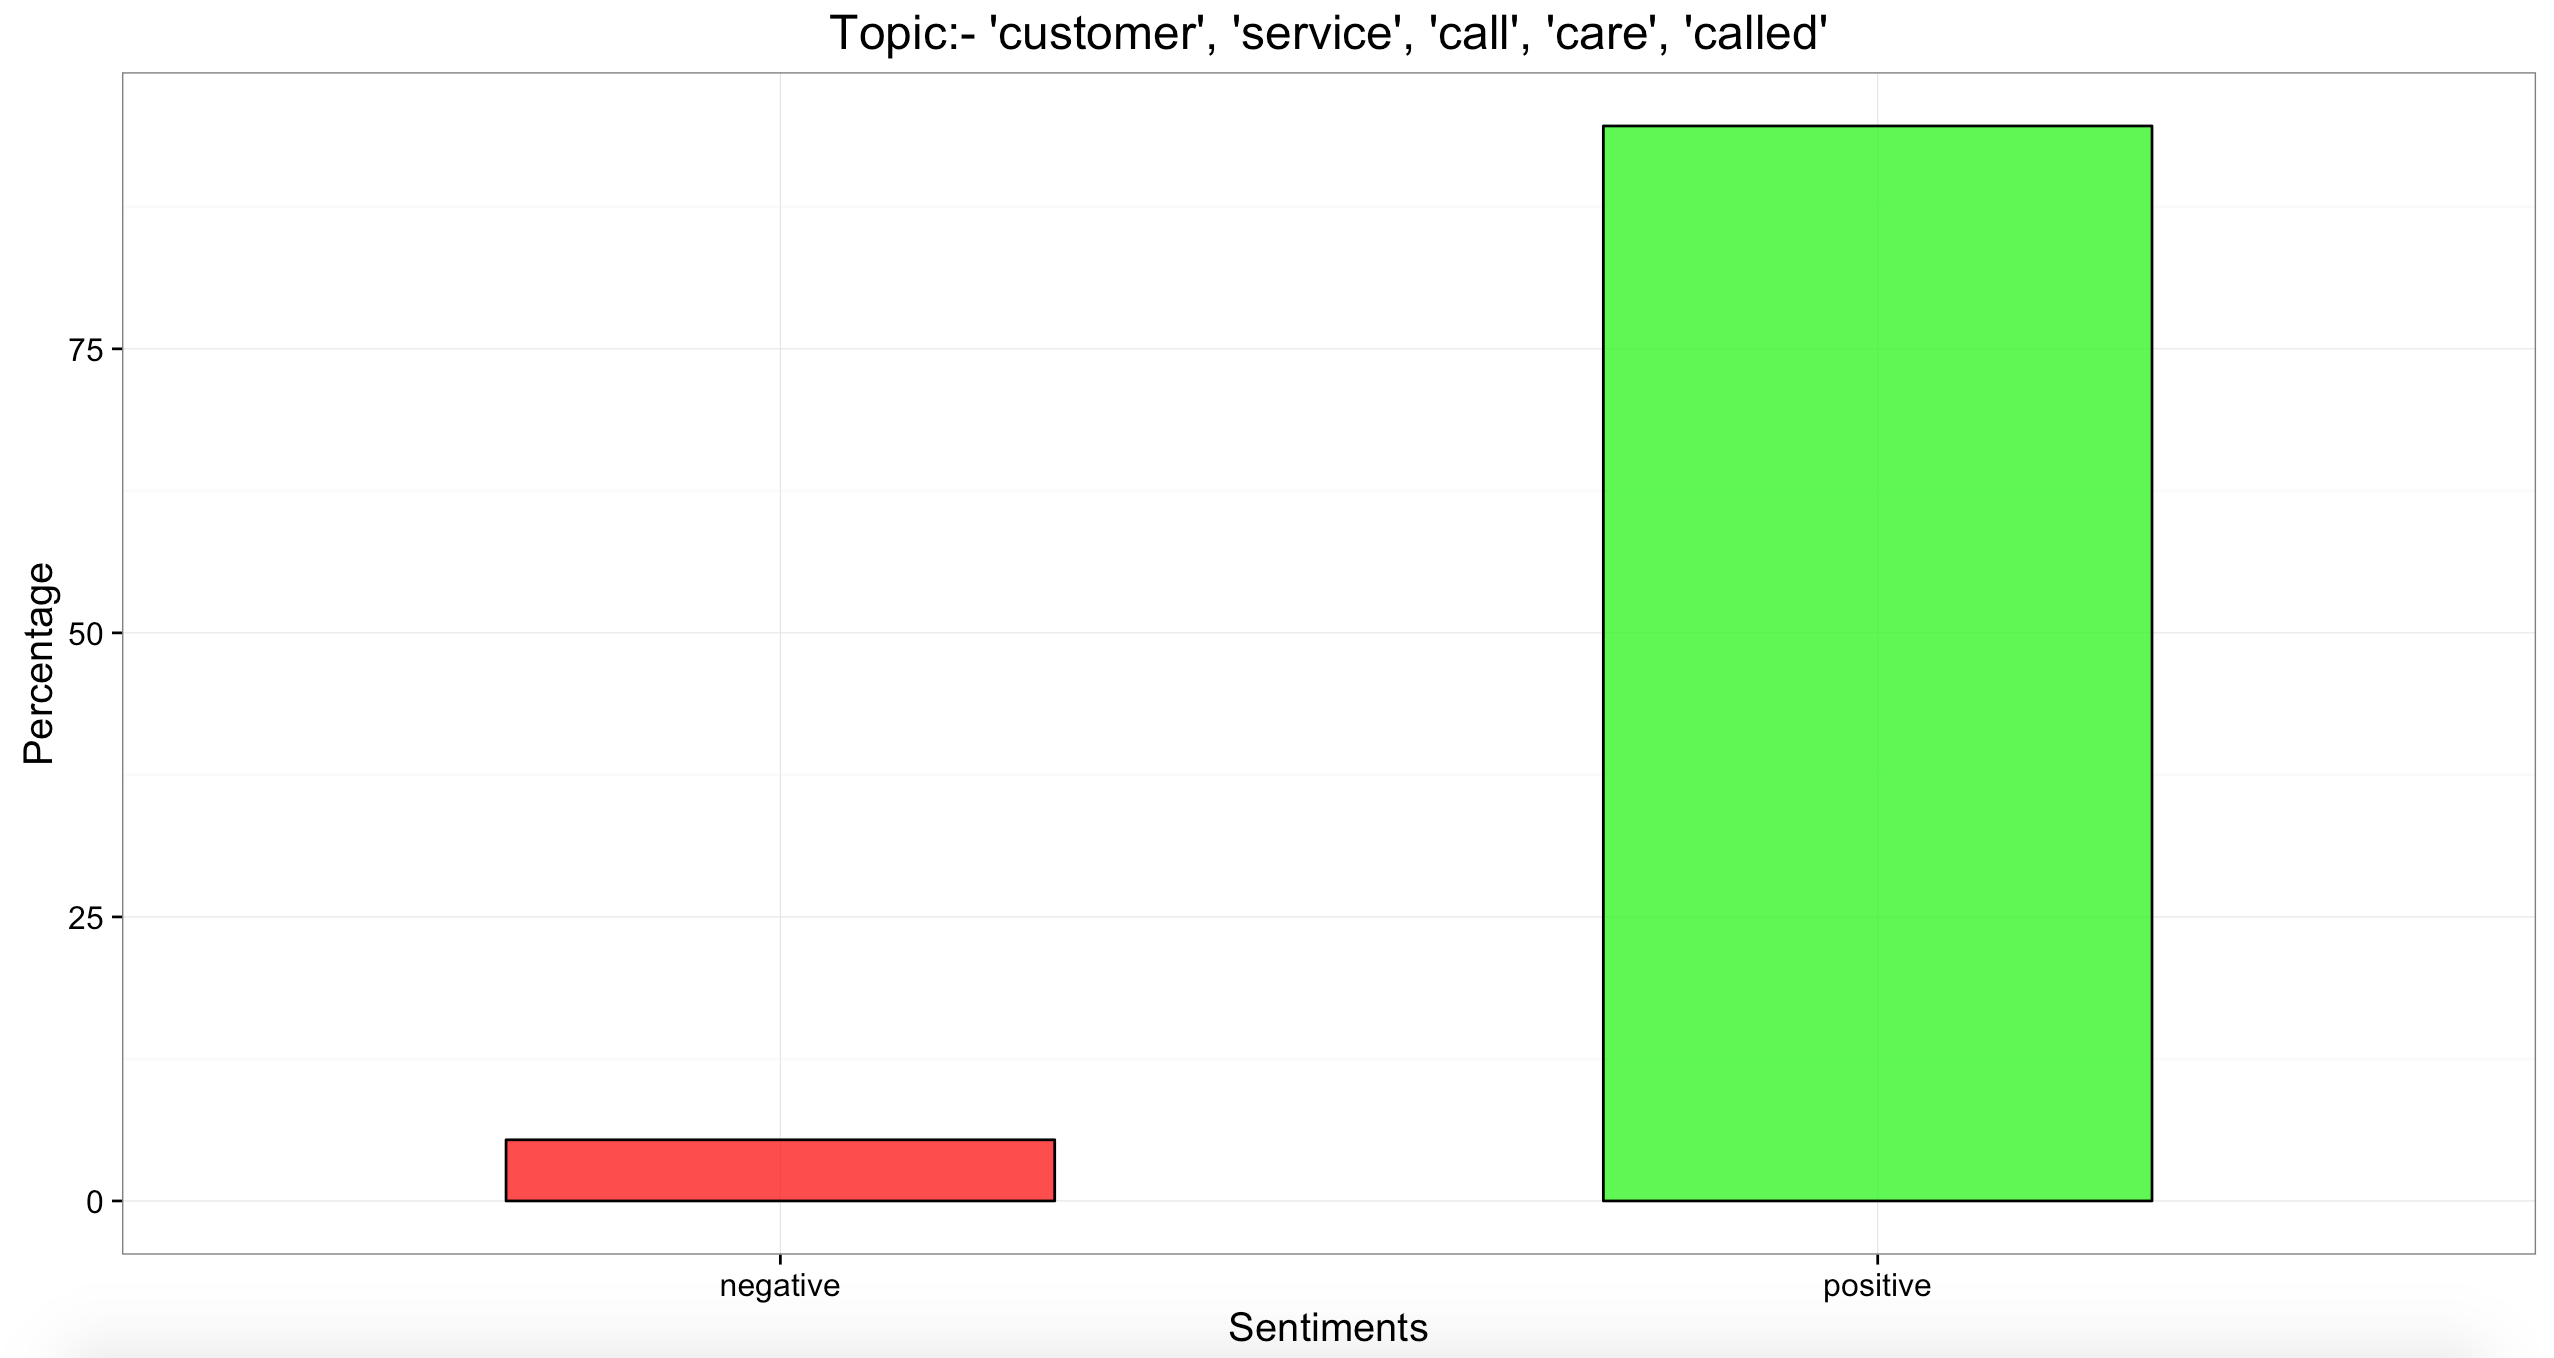 Topic:- 'customer', 'service', 'call', 'care', 'called'
Percentage
75
50
25
0
negative
positive
Sentiments